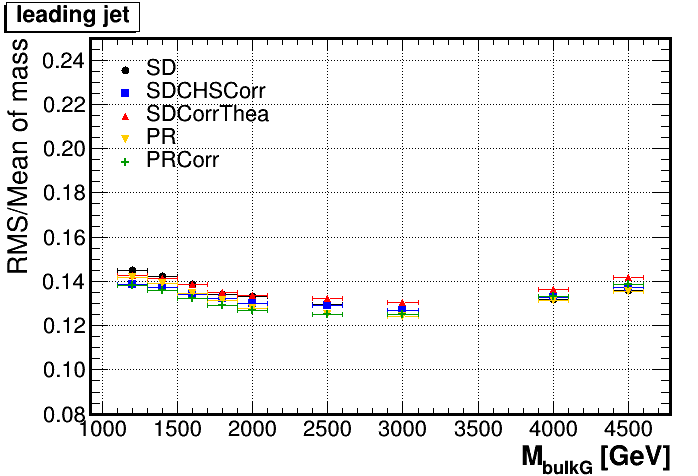 leading jet
RMS/Mean of mass
0.24
0.22
0.20
0.18
0.16
0.14
0.12
0.10
0.08
SD
SDCHSCorr
SDCorrThea
PR
PRCorr
1000 1500 2000 2500 3000 3500 4000 4500
M_bulkG [GeV]